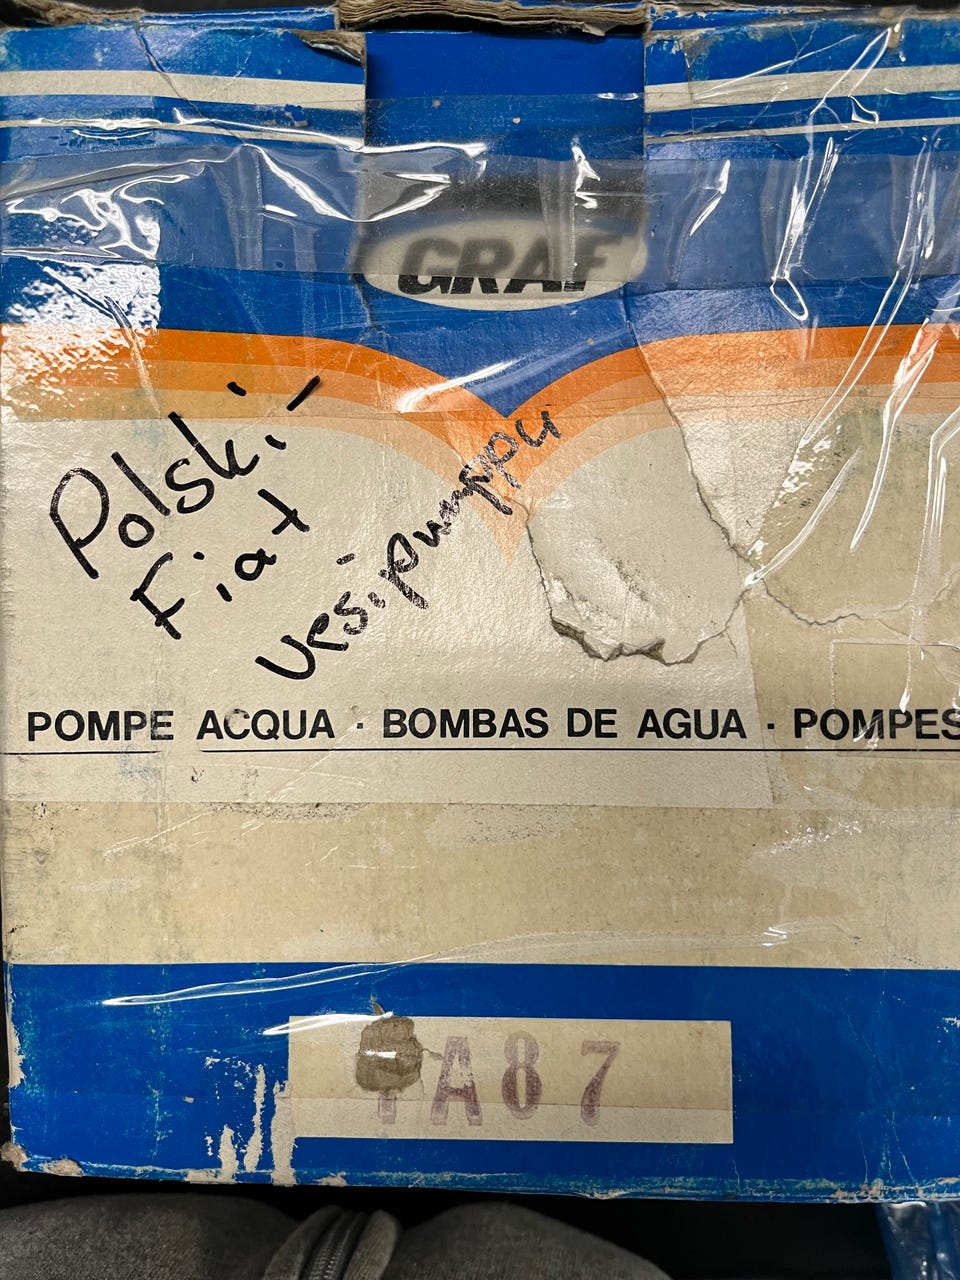 GRAF
Polski-
Fiat
vesipumppu
POMPE ACQUA · BOMBAS DE AGUA · POMPES
A87